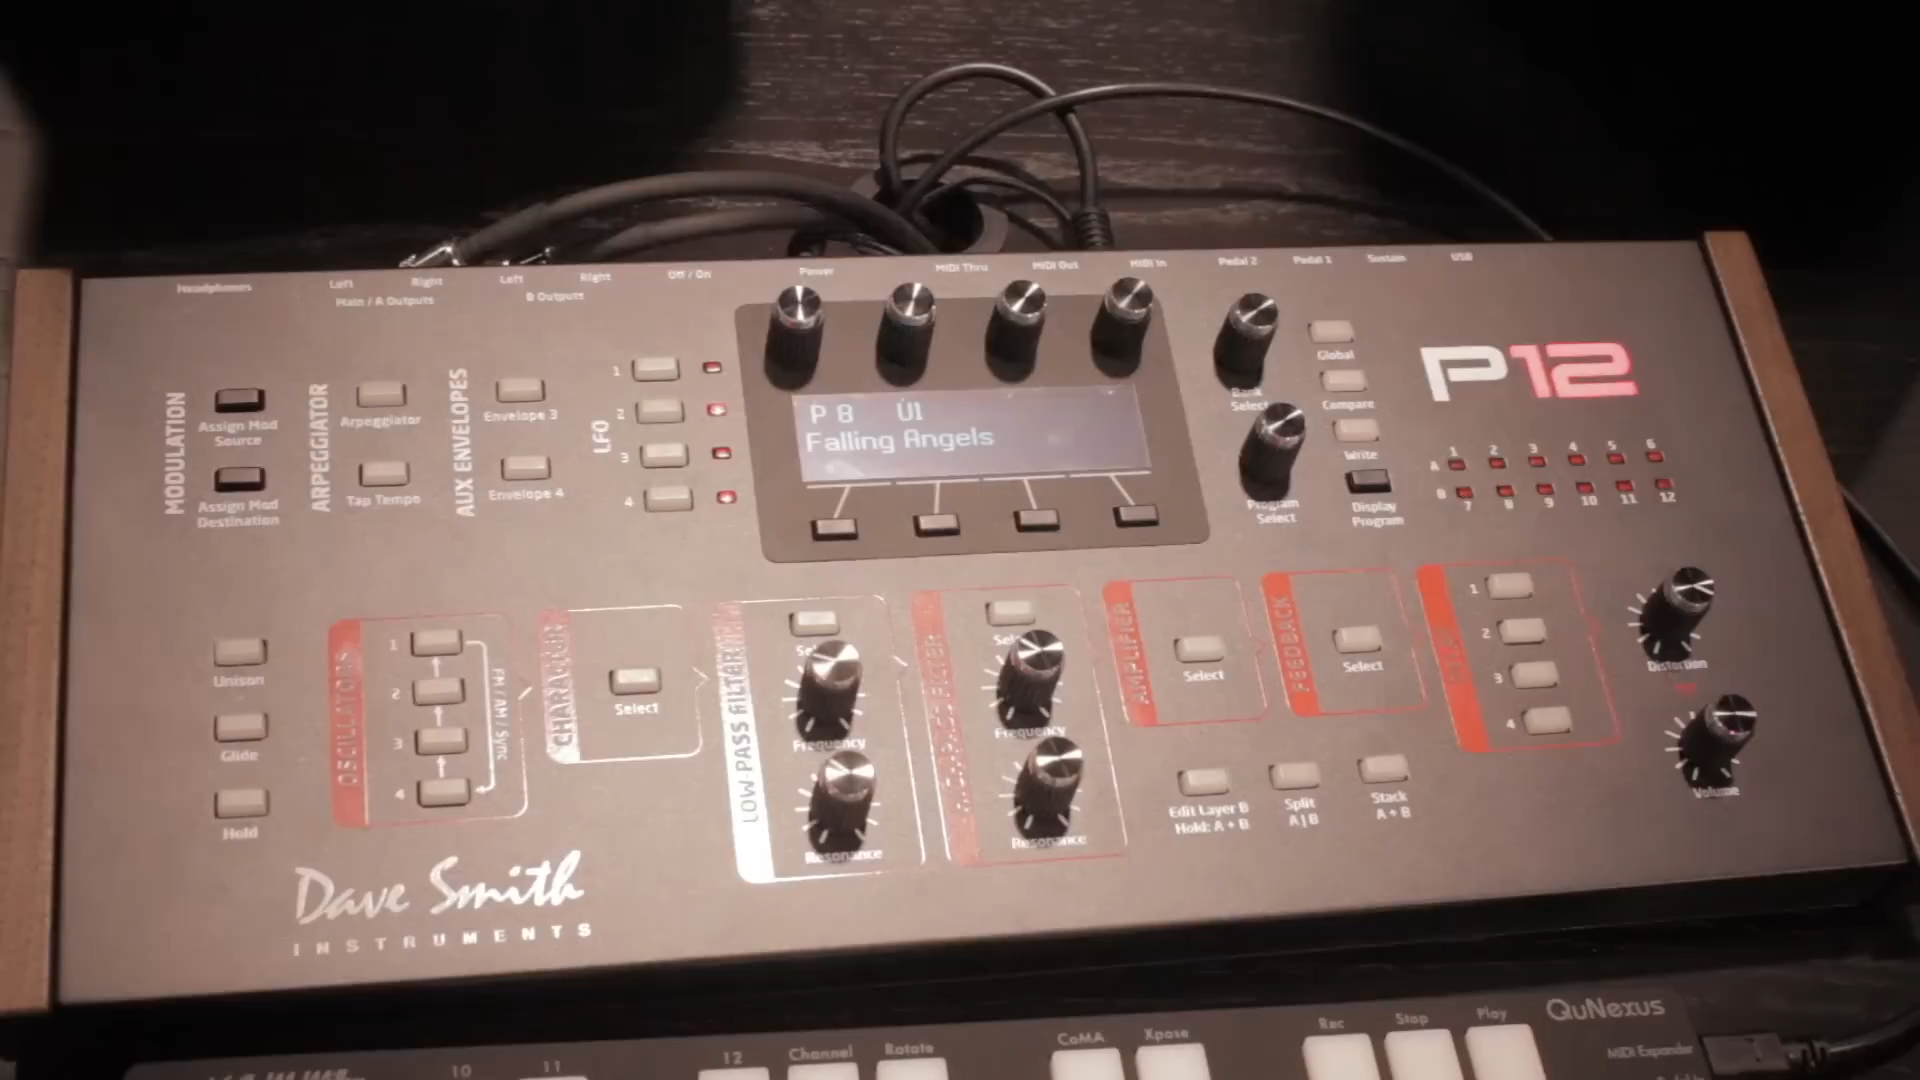 Headphones
Left
Right
Main / A Outputs
Left
Right
B Outputs
Off / On
Power
MIDI Thru
MIDI Out
MIDI In
Pedal 2
Pedal 1
Sustain
USB
MODULATION
Assign Mod
Source
Assign Mod
Destination
ARPEGGIATOR
Arpeggiator
Tap Tempo
AUX ENVELOPES
Envelope 3
Envelope 4
LFO
1
2
3
4
P 8 U1
Falling Angels
Bank
Select
Program
Select
Global
Compare
Write
Display
Program
P12
1 2 3 4 5 6
A
B
7 8 9 10 11 12
Unison
Glide
Hold
OSCILLATORS
1
2
3
4
FM / AM / Sync
CHARACTER
Select
LOW-PASS FILTER
Frequency
Resonance
Frequency
Resonance
AMPLIFIER
Select
FEEDBACK
Select
1
2
3
4
Distortion
Volume
Edit Layer B
Hold: A + B
Split
A | B
Stack
A + B
Dave Smith
INSTRUMENTS
10
11
12
Channel
Rotate
CoMA
Xpose
Rec
Stop
Play
QuNexus
MIDI Expander